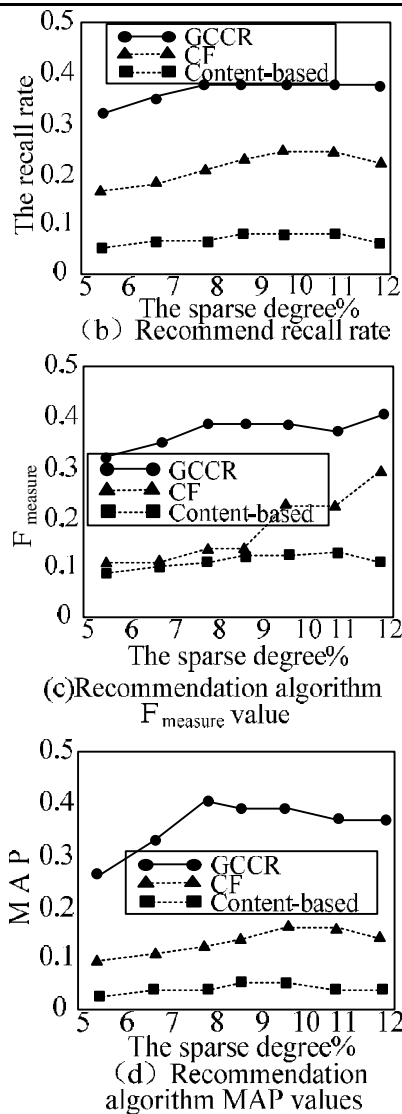 0.5
GCCR
CF
Content-based
0.4
0.3
0.2
0.1
0
The recall rate
5 6 7 8 9 10 11 12
The sparse degree%
(b) Recommend recall rate
0.5
0.4
0.3
0.2
0.1
0
GCCR
CF
Content-based
F measure
5 6 7 8 9 10 11 12
The sparse degree%
(c)Recommendation algorithm
F measure value
0.5
0.4
0.3
0.2
0.1
0
GCCR
CF
Content-based
MAP
5 6 7 8 9 10 11 12
The sparse degree%
(d) Recommendation
algorithm MAP values